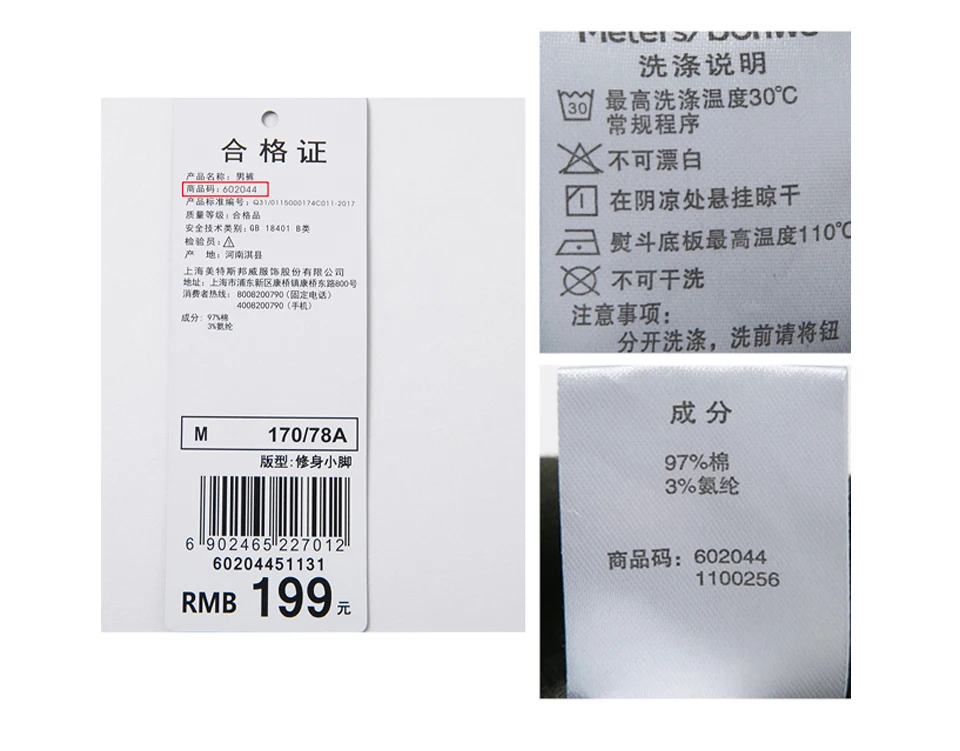 合格证
产品名称: 男裤
商品码: 602044
产品标准编号: Q31/0115000174C011-2017
质量等级: 合格品
安全技术类别: GB 18401 B类
检验员:
产 地: 河南淇县
上海美特斯邦威服饰股份有限公司
地址: 上海市浦东新区康桥镇康桥东路800号
消费者热线: 8008200790 (固定电话)
4008200790 (手机)
成分: 97%棉
3%氨纶
M 170/78A
版型:修身小脚
6 902465 227012
60204451131
RMB 199元
Meters/bonwe
洗涤说明
30 最高洗涤温度30℃
常规程序
不可漂白
在阴凉处悬挂晾干
熨斗底板最高温度110℃
不可干洗
注意事项:
分开洗涤, 洗前请将钮
成分
97%棉
3%氨纶
商品码: 602044
1100256